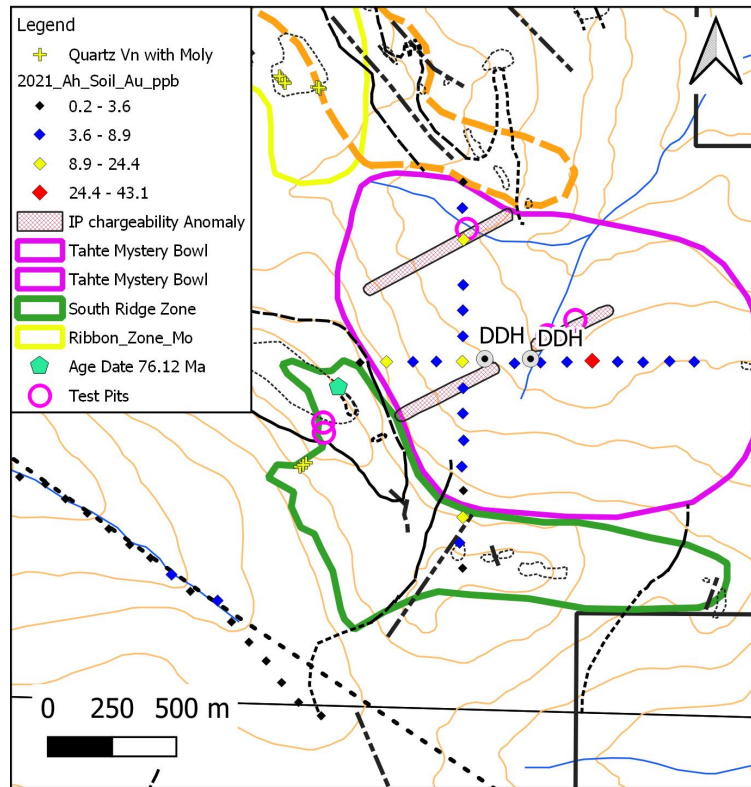 Legend
Quartz Vn with Moly
2021_Ah_Soil_Au_ppb
0.2 - 3.6
3.6 - 8.9
8.9 - 24.4
24.4 - 43.1
IP chargeability Anomaly
Tahte Mystery Bowl
Tahte Mystery Bowl
South Ridge Zone
Ribbon_Zone_Mo
Age Date 76.12 Ma
Test Pits
DDH
DDH
0 250 500 m